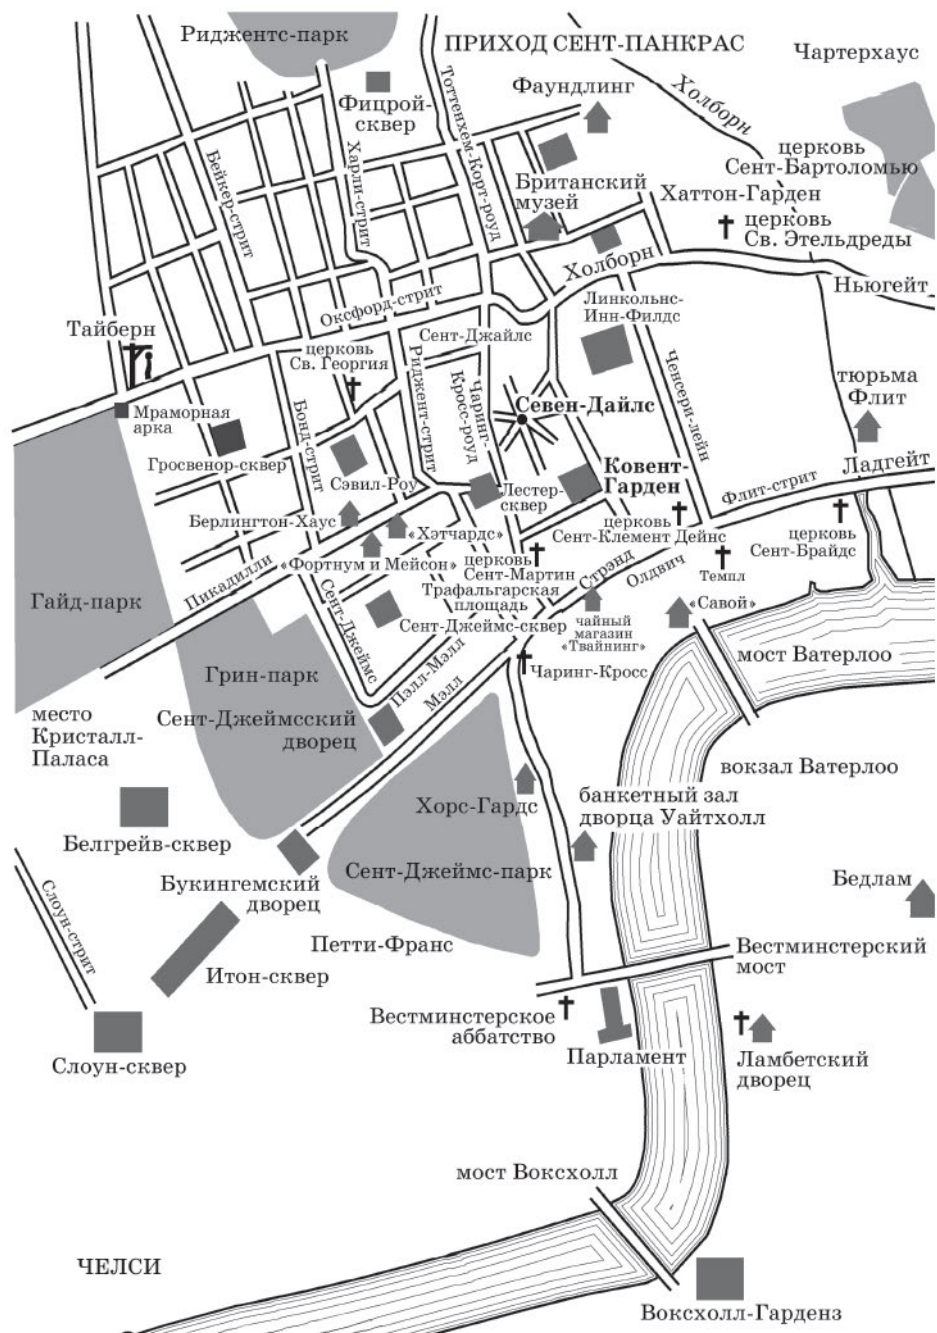 Риджентс-парк
ПРИХОД СЕНТ-ПАНКРАС
Чартерхаус
Холборн
Фицрой-
сквер
Тоттенхем-Корт-роуд
Фаундлинг
Бейкер-стрит
Харли-стрит
церковь
Сент-Бартоломью
Британский
музей
Хаттон-Гарден
церковь
Св. Этельдреды
Холборн
Ньюгейт
Оксфорд-стрит
Линкольнс-
Инн-Филдс
Тайберн
Сент-Джайлс
церковь
Св. Георгия
Риджент-стрит
Чаринг-
Кросс-роуд
Ченсери-лейн
тюрьма
Флит
Мраморная
арка
Бонд-стрит
Севен-Дайлс
Гросвенор-сквер
Сэвил-Роу
Лестер-
сквер
Ковент-
Гарден
Флит-стрит
Ладгейт
Берлингтон-Хаус
«Хэтчардс»
церковь
Сент-Клемент Дейнс
церковь
Сент-Брайдс
«Фортнум и Мейсон»
церковь
Сент-Мартин
Пикадилли
Стрэнд
Олдвич
Темпл
Трафальгарская
площадь
Гайд-парк
Сент-Джеймс
Сент-Джеймс-сквер
чайный
магазин
«Твайнинг»
«Савой»
мост Ватерлоо
Грин-парк
Пэлл-Мэлл
Мэлл
Чаринг-Кросс
место
Кристалл-
Паласа
Сент-Джеймсский
дворец
вокзал Ватерлоо
Хорс-Гардс
банкетный зал
дворца Уайтхолл
Белгрейв-сквер
Букингемский
дворец
Сент-Джеймс-парк
Бедлам
Слоун-стрит
Петти-Франс
Вестминстерский
мост
Итон-сквер
Вестминстерское
аббатство
Парламент
Ламбетский
дворец
Слоун-сквер
мост Воксхолл
ЧЕЛСИ
Воксхолл-Гарденз